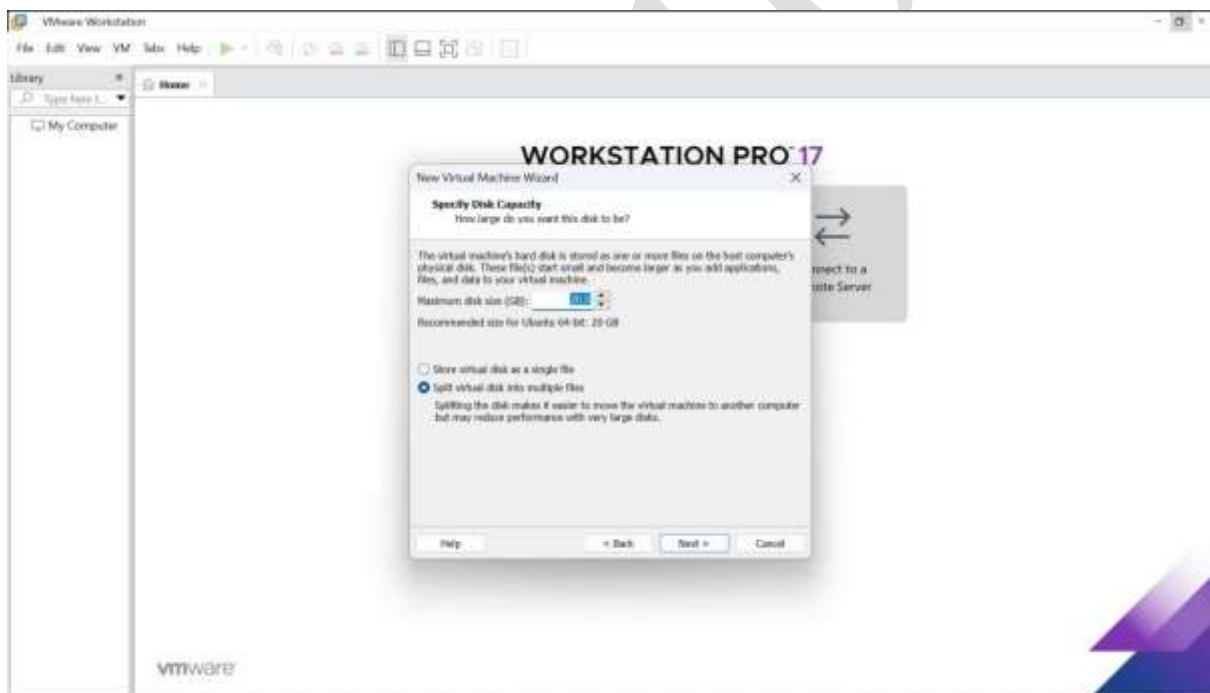 VMware Workstation
File Edit View VM Tabs Help
Library
Type here t...
Home
My Computer
WORKSTATION PRO™ 17
New Virtual Machine Wizard
Specify Disk Capacity
How large do you want this disk to be?
The virtual machine's hard disk is stored as one or more files on the host computer's
physical disk. These file(s) start small and become larger as you add applications,
files, and data to your virtual machine.
Maximum disk size (GB): 20.0
Recommended size for Ubuntu 64-bit: 20 GB
Store virtual disk as a single file
Split virtual disk into multiple files
Splitting the disk makes it easier to move the virtual machine to another computer
but may reduce performance with very large disks.
Help
< Back
Next >
Cancel
nnect to a
note Server
vmware